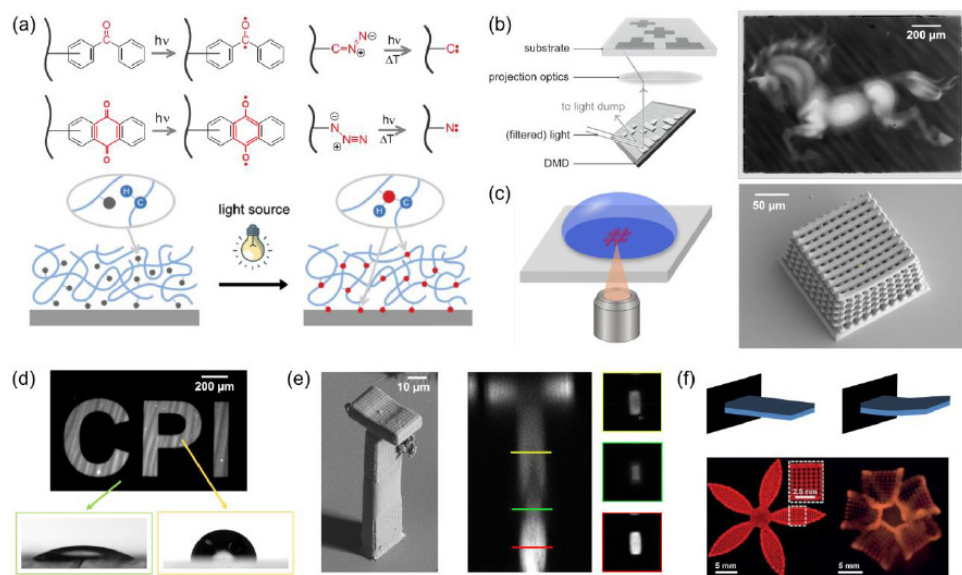 (a)
O
hν
O•
•
C=N
N
⊖
⊕
hν
ΔT
C:
O
O
hν
O•
O•
N
⊖
N
⊕
≡N
hν
ΔT
N:
H
C
light source
H
C
(b)
substrate
projection optics
to light dump
(filtered) light
DMD
200 µm
(c)
50 µm
(d)
200 µm
CPI
(e)
10 µm
(f)
2.5 mm
5 mm
5 mm